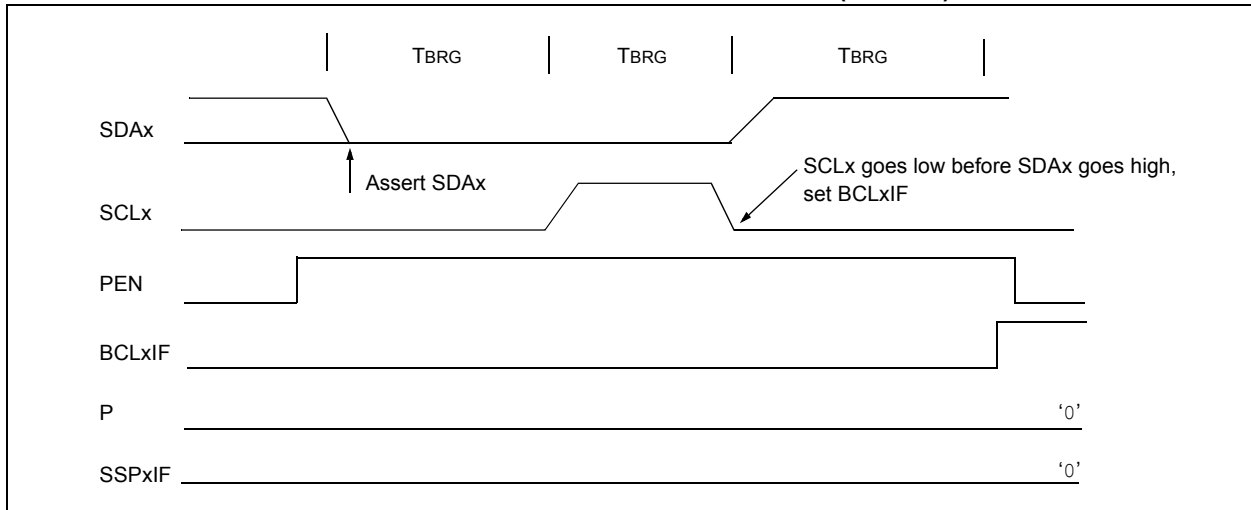 TBRG TBRG TBRG
SDAx
Assert SDAx
SCLx goes low before SDAx goes high,
set BCLxIF
SCLx
PEN
BCLxIF
P ‘0’
SSPxIF ‘0’